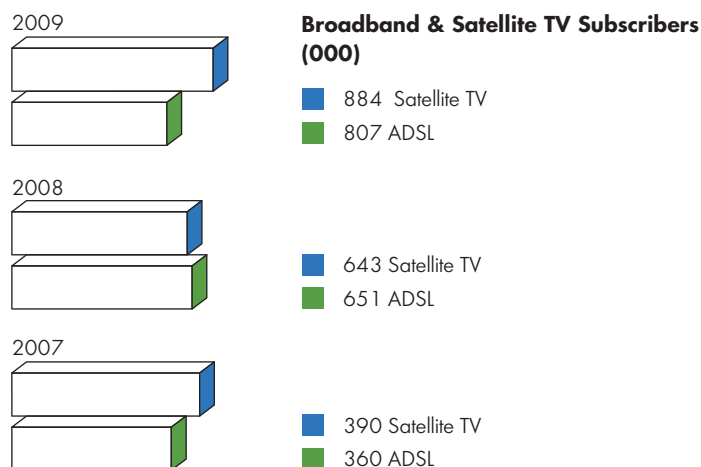 2009
Broadband & Satellite TV Subscribers
(000)
884 Satellite TV
807 ADSL
2008
643 Satellite TV
651 ADSL
2007
390 Satellite TV
360 ADSL